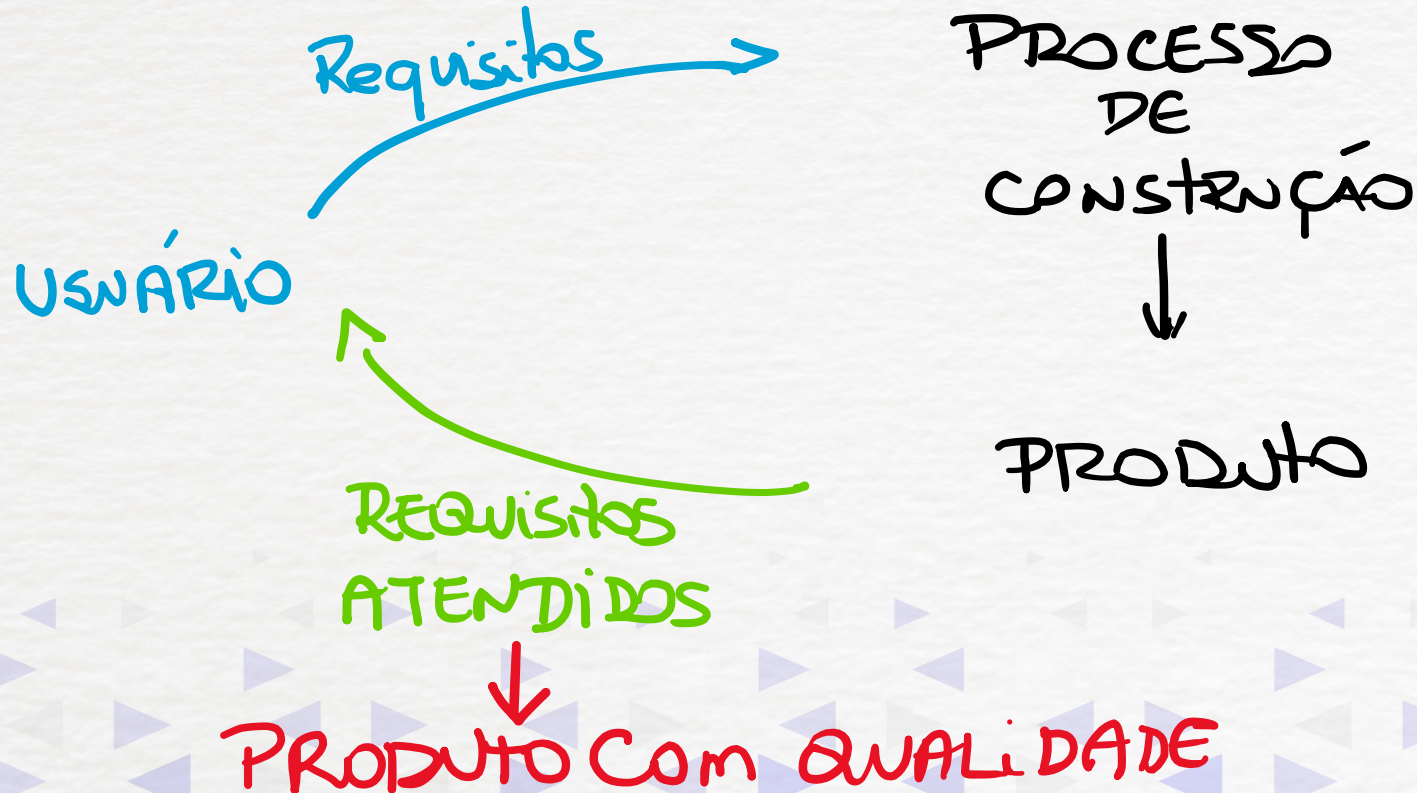 Requisitos
PROCESSO
DE
CONSTRUÇÃO
USUÁRIO
PRODUTO
REQUISITOS
ATENDIDOS
PRODUTO COM QUALIDADE